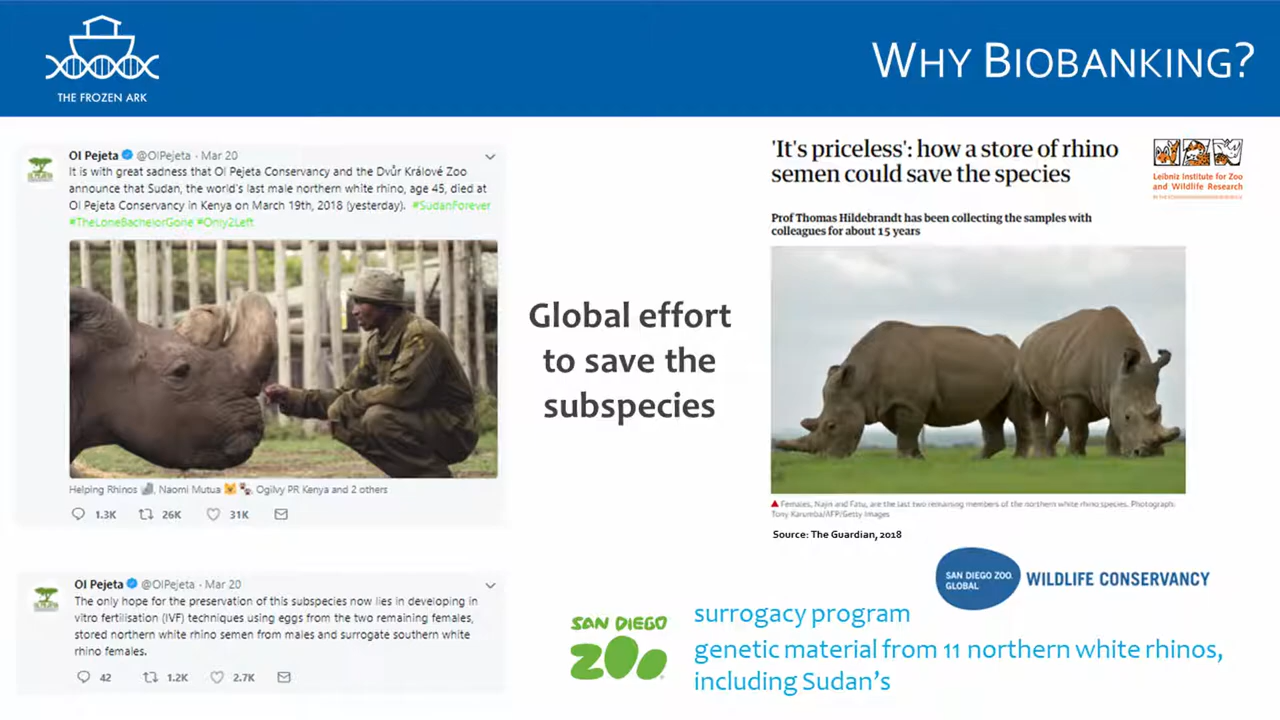 THE FROZEN ARK
WHY BIOBANKING?
Ol Pejeta @OlPejeta · Mar 20
It is with great sadness that Ol Pejeta Conservancy and the Dvůr Králové Zoo
announce that Sudan, the world's last male northern white rhino, age 45, died at
Ol Pejeta Conservancy in Kenya on March 19th, 2018 (yesterday). #SudanForever
#TheLoneBachelorGone #Only2Left
Helping Rhinos, Naomi Mutua, Ogilvy PR Kenya and 2 others
1.3K 26K 31K
Ol Pejeta @OlPejeta · Mar 20
The only hope for the preservation of this subspecies now lies in developing in
vitro fertilisation (IVF) techniques using eggs from the two remaining females,
stored northern white rhino semen from males and surrogate southern white
rhino females.
42 1.2K 2.7K
Global effort
to save the
subspecies
'It's priceless': how a store of rhino
semen could save the species
Leibniz Institute for Zoo
and Wildlife Research
Prof Thomas Hildebrandt has been collecting the samples with
colleagues for about 15 years
Females, Najin and Fatu, are the last two remaining members of the northern white rhino species. Photograph:
Tony Karumba/AFP/Getty Images
Source: The Guardian, 2018
SAN DIEGO ZOO
GLOBAL
WILDLIFE CONSERVANCY
SAN DIEGO
ZOO
surrogacy program
genetic material from 11 northern white rhinos,
including Sudan's